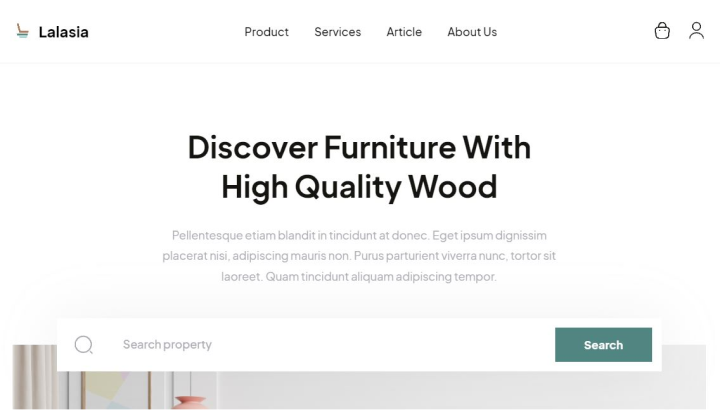 Lalasia
Product Services Article About Us
Discover Furniture With
High Quality Wood
Pellentesque etiam blandit in tincidunt at donec. Eget ipsum dignissim
placerat nisi, adipiscing mauris non. Purus parturient viverra nunc, tortor sit
laoreet. Quam tincidunt aliquam adipiscing tempor.
Search property
Search